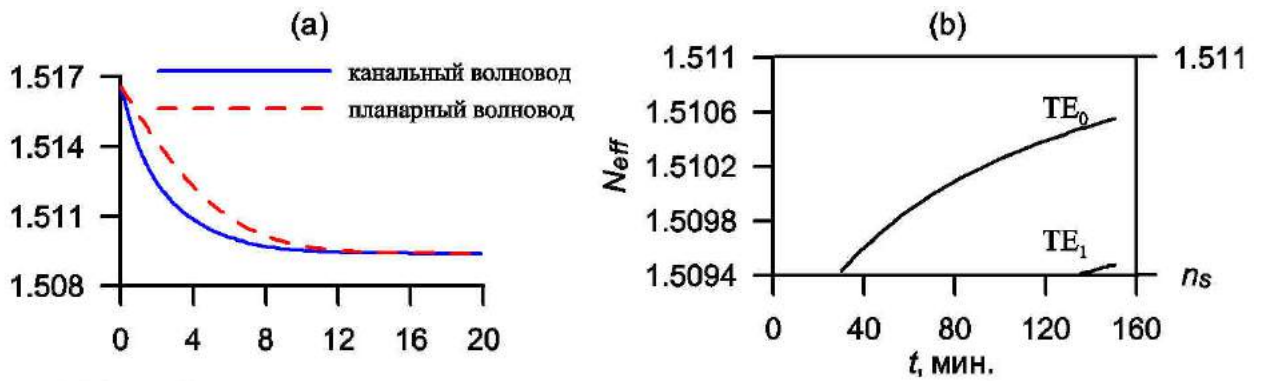 (a)
1.517
1.514
1.511
1.508
0 4 8 12 16 20
канальный волновод
планарный волновод
(b)
1.511
1.5106
1.5102
1.5098
1.5094
Neff
0 40 80 120 160
t, мин.
TE0
TE1
1.511
ns